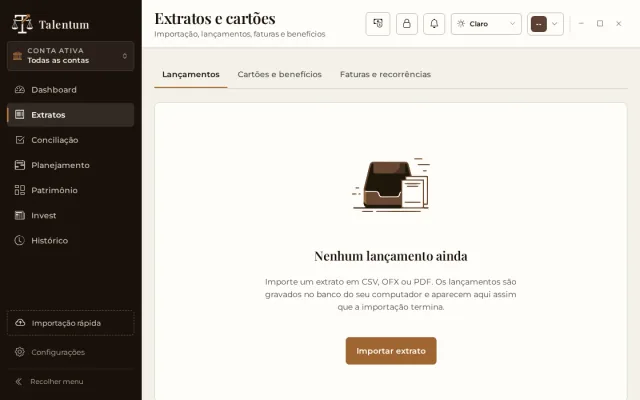 Talentum
CONTA ATIVA
Todas as contas
Dashboard
Extratos
Conciliação
Planejamento
Patrimônio
Invest
Histórico
Importação rápida
Configurações
Recolher menu
Extratos e cartões
Importação, lançamentos, faturas e benefícios
Claro
--
Lançamentos
Cartões e benefícios
Faturas e recorrências
Nenhum lançamento ainda
Importe um extrato em CSV, OFX ou PDF. Os lançamentos são
gravados no banco do seu computador e aparecem aqui assim
que a importação termina.
Importar extrato